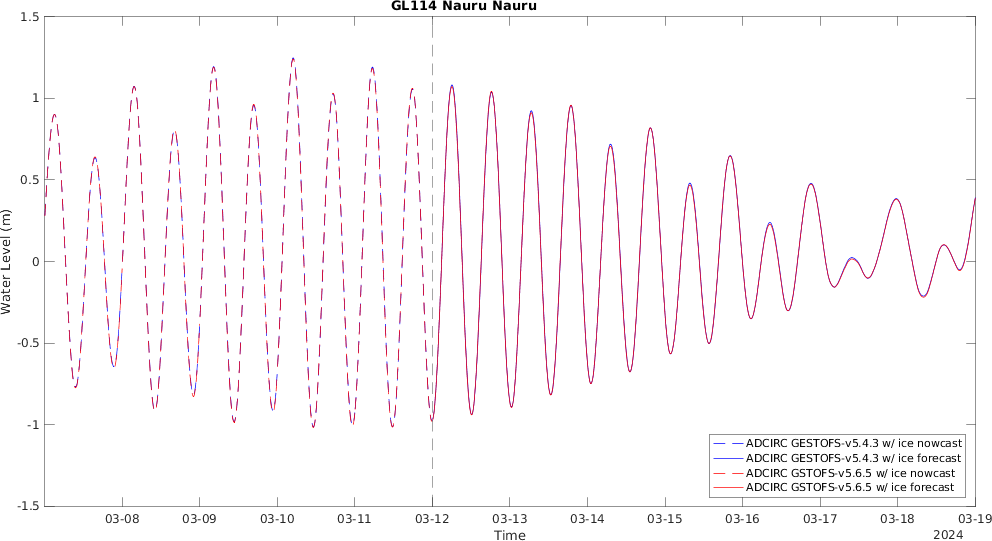 GL114 Nauru Nauru
1.5
1
0.5
0
-0.5
-1
-1.5
Water Level (m)
ADCIRC GESTOFS-v5.4.3 w/ ice nowcast
ADCIRC GESTOFS-v5.4.3 w/ ice forecast
ADCIRC GSTOFS-v5.6.5 w/ ice nowcast
ADCIRC GSTOFS-v5.6.5 w/ ice forecast
03-08 03-09 03-10 03-11 03-12 03-13 03-14 03-15 03-16 03-17 03-18 03-19
Time
2024